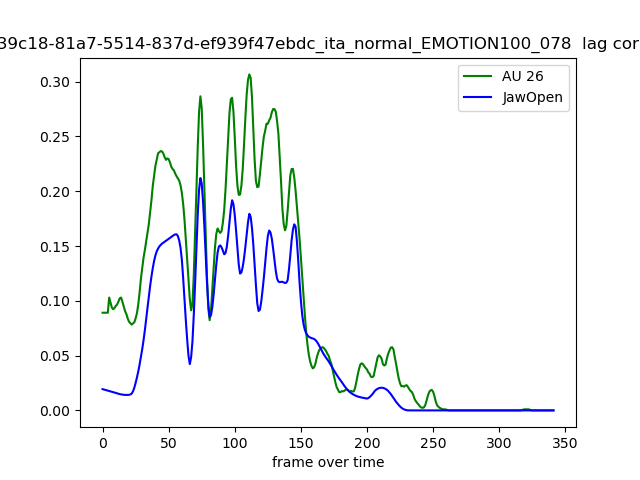 39c18-81a7-5514-837d-ef939f47ebdc_ita_normal_EMOTION100_078 lag cor
AU 26
JawOpen
0.30
0.25
0.20
0.15
0.10
0.05
0.00
0 50 100 150 200 250 300 350
frame over time